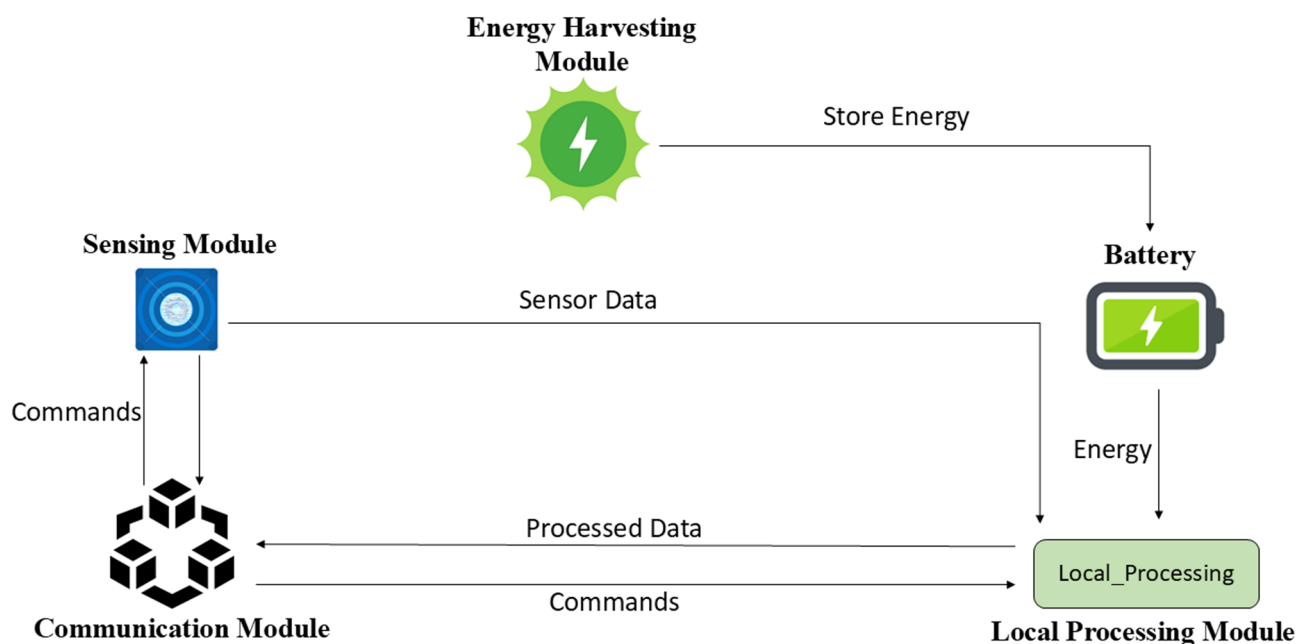 Energy Harvesting
Module
Store Energy
Sensing Module
Battery
Sensor Data
Commands
Energy
Processed Data
Local_Processing
Commands
Communication Module
Local Processing Module